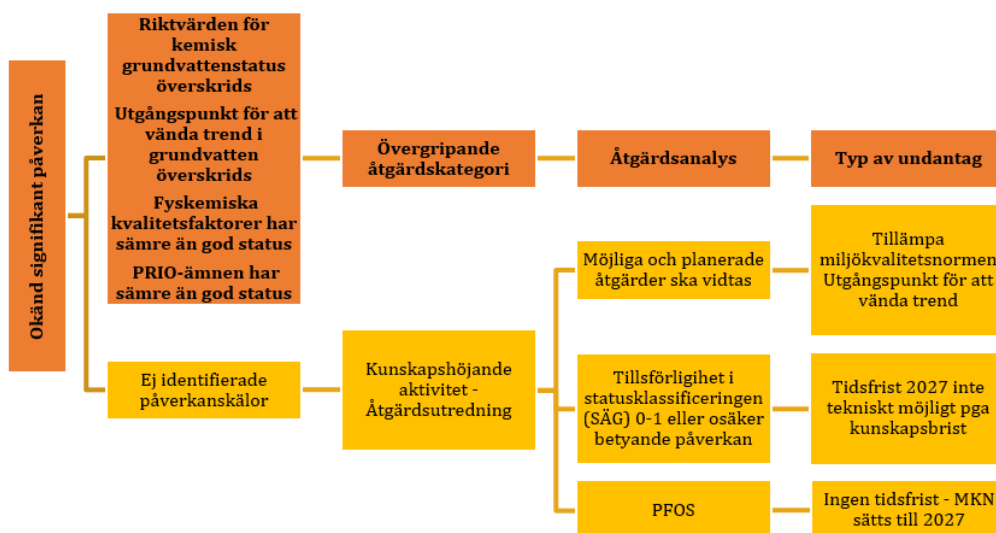 Okänd signifikant påverkan
Riktvärden för
kemisk
grundvattenstatus
överskrids
Utgångspunkt för att
vända trend i
grundvatten
överskrids
Fyskemiska
kvalitetsfaktorer har
sämre än god status
PRIO-ämnen har
sämre än god status
Övergripande
åtgärdskategori
Åtgärdsanalys
Typ av undantag
Ej identifierade
påverkanskälor
Kunskapshöjande
aktivitet -
Åtgärdsutredning
Möjliga och planerade
åtgärder ska vidtas
Tillämpa
miljökvalitetsnormen
Utgångspunkt för att
vända trend
Tillsförligihet i
statusklassificeringen
(SÄG) 0-1 eller osäker
betyande påverkan
Tidsfrist 2027 inte
tekniskt möjligt pga
kunskapsbrist
PFOS
Ingen tidsfrist - MKN
sätts till 2027